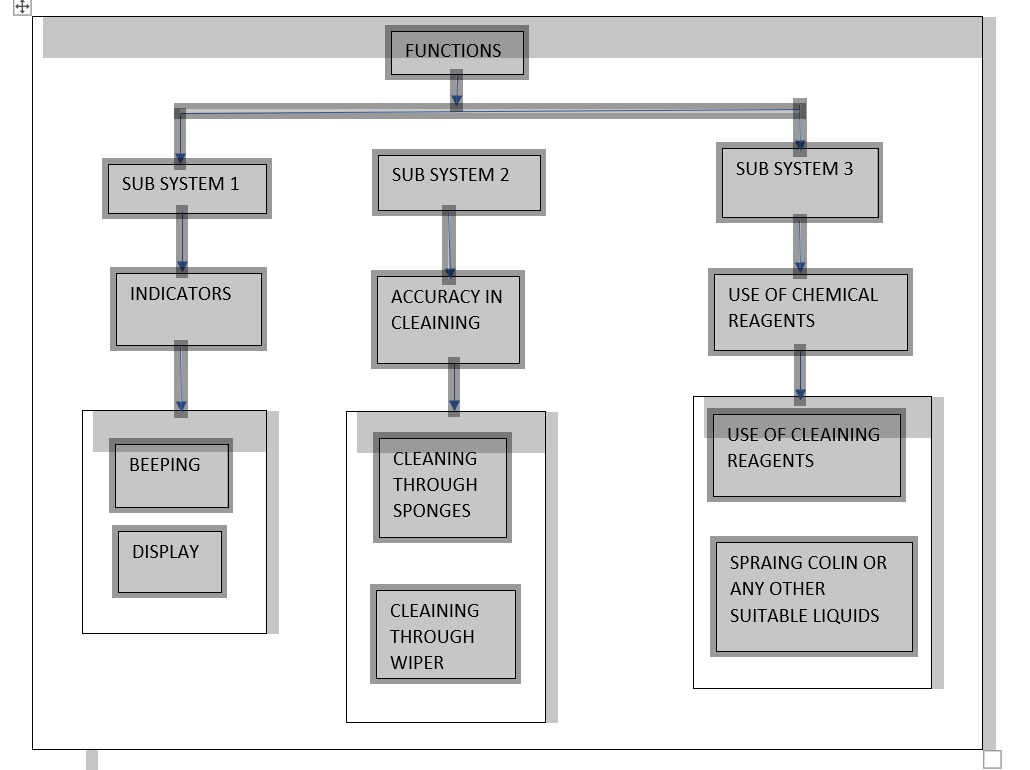 FUNCTIONS
SUB SYSTEM 1
SUB SYSTEM 2
SUB SYSTEM 3
INDICATORS
ACCURACY IN
CLEAINING
USE OF CHEMICAL
REAGENTS
BEEPING
DISPLAY
CLEANING
THROUGH
SPONGES
CLEAINING
THROUGH
WIPER
USE OF CLEAINING
REAGENTS
SPRAING COLIN OR
ANY OTHER
SUITABLE LIQUIDS